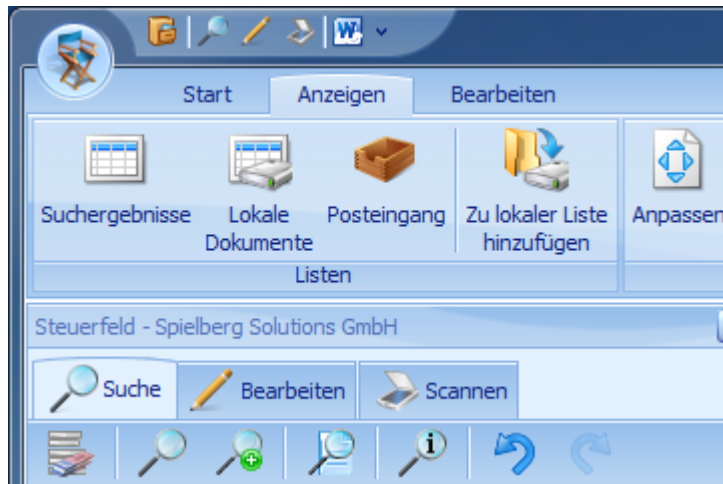 Start Anzeigen Bearbeiten
Suchergebnisse Lokale Dokumente Posteingang Zu lokaler Liste hinzufügen Anpassen
Listen
Steuerfeld - Spielberg Solutions GmbH
Suche Bearbeiten Scannen